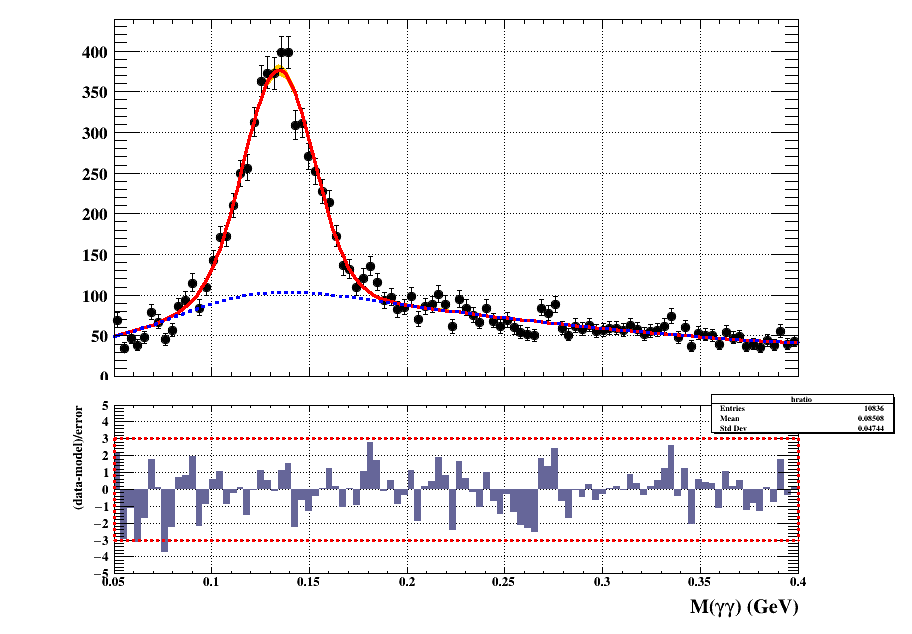 400
350
300
250
200
150
100
50
0
hratio
Entries 10836
Mean 0.08508
Std Dev 0.04744
(data-model)/error
5
4
3
2
1
0
−1
−2
−3
−4
−5
0.05 0.1 0.15 0.2 0.25 0.3 0.35 0.4
M(γγ) (GeV)